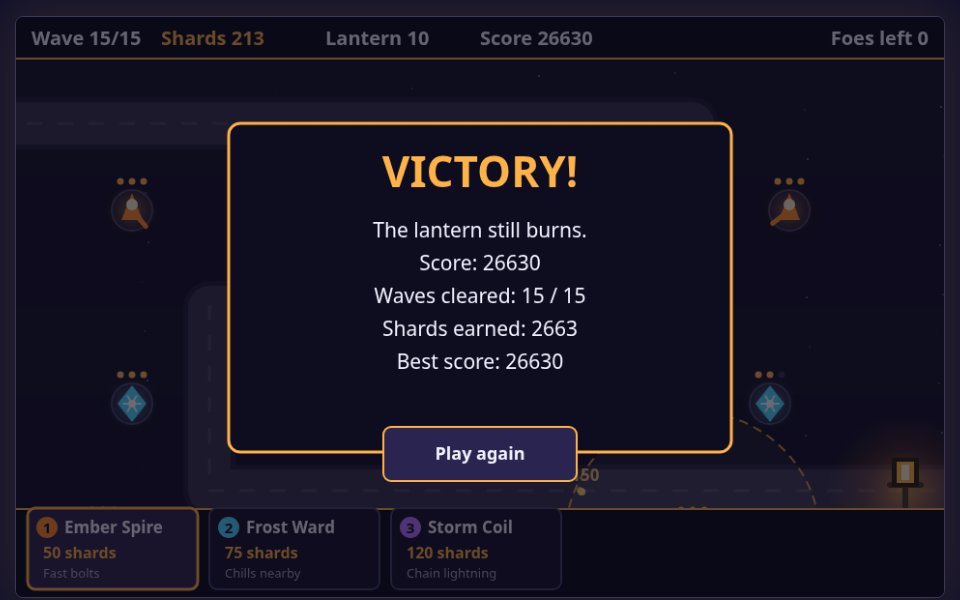 Wave 15/15 Shards 213 Lantern 10 Score 26630 Foes left 0
VICTORY!
The lantern still burns.
Score: 26630
Waves cleared: 15 / 15
Shards earned: 2663
Best score: 26630
Play again
1 Ember Spire
50 shards
Fast bolts
2 Frost Ward
75 shards
Chills nearby
3 Storm Coil
120 shards
Chain lightning